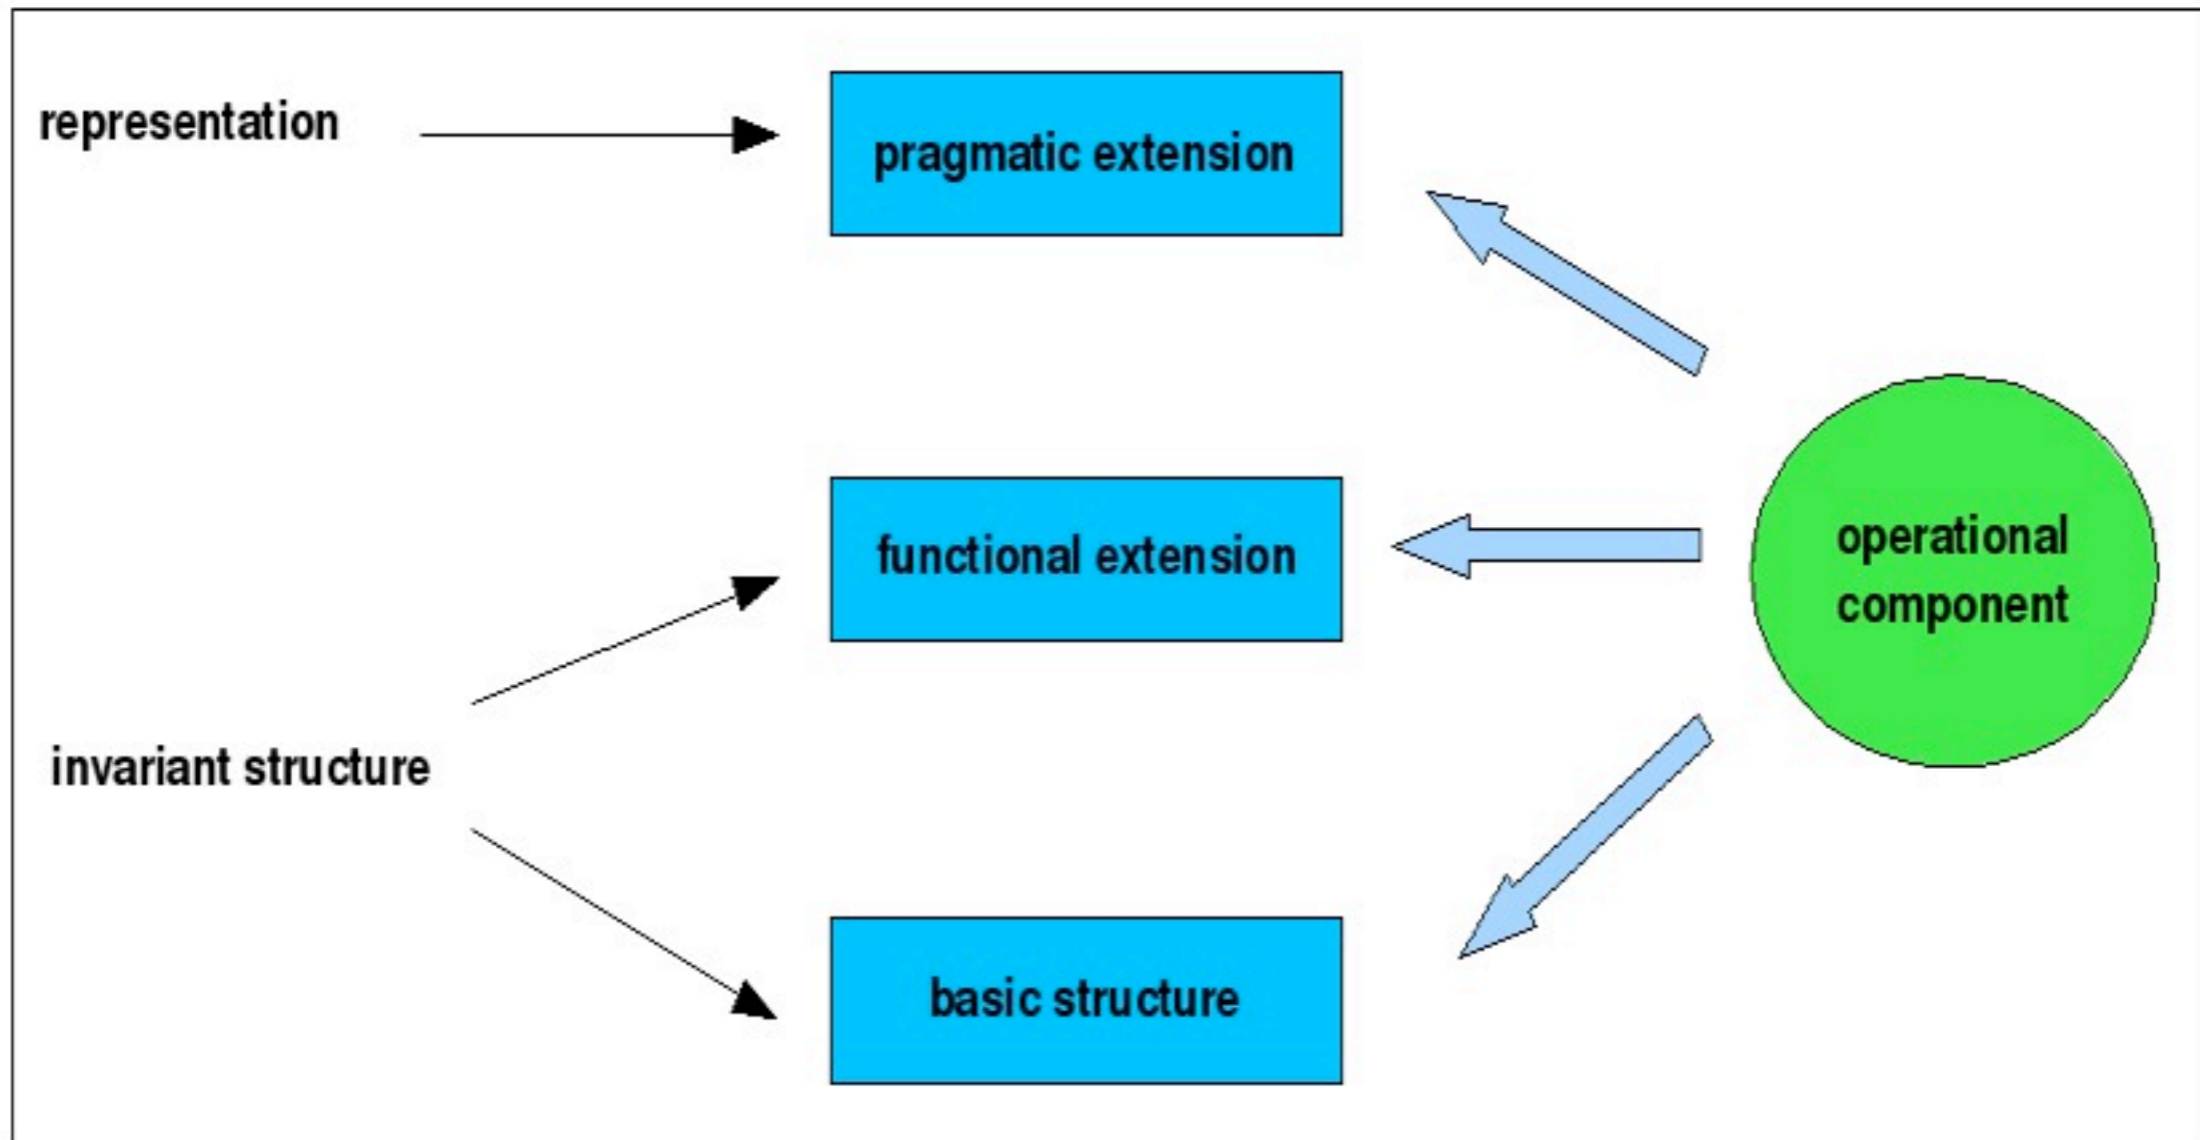 representation
pragmatic extension
functional extension
operational
component
invariant structure
basic structure